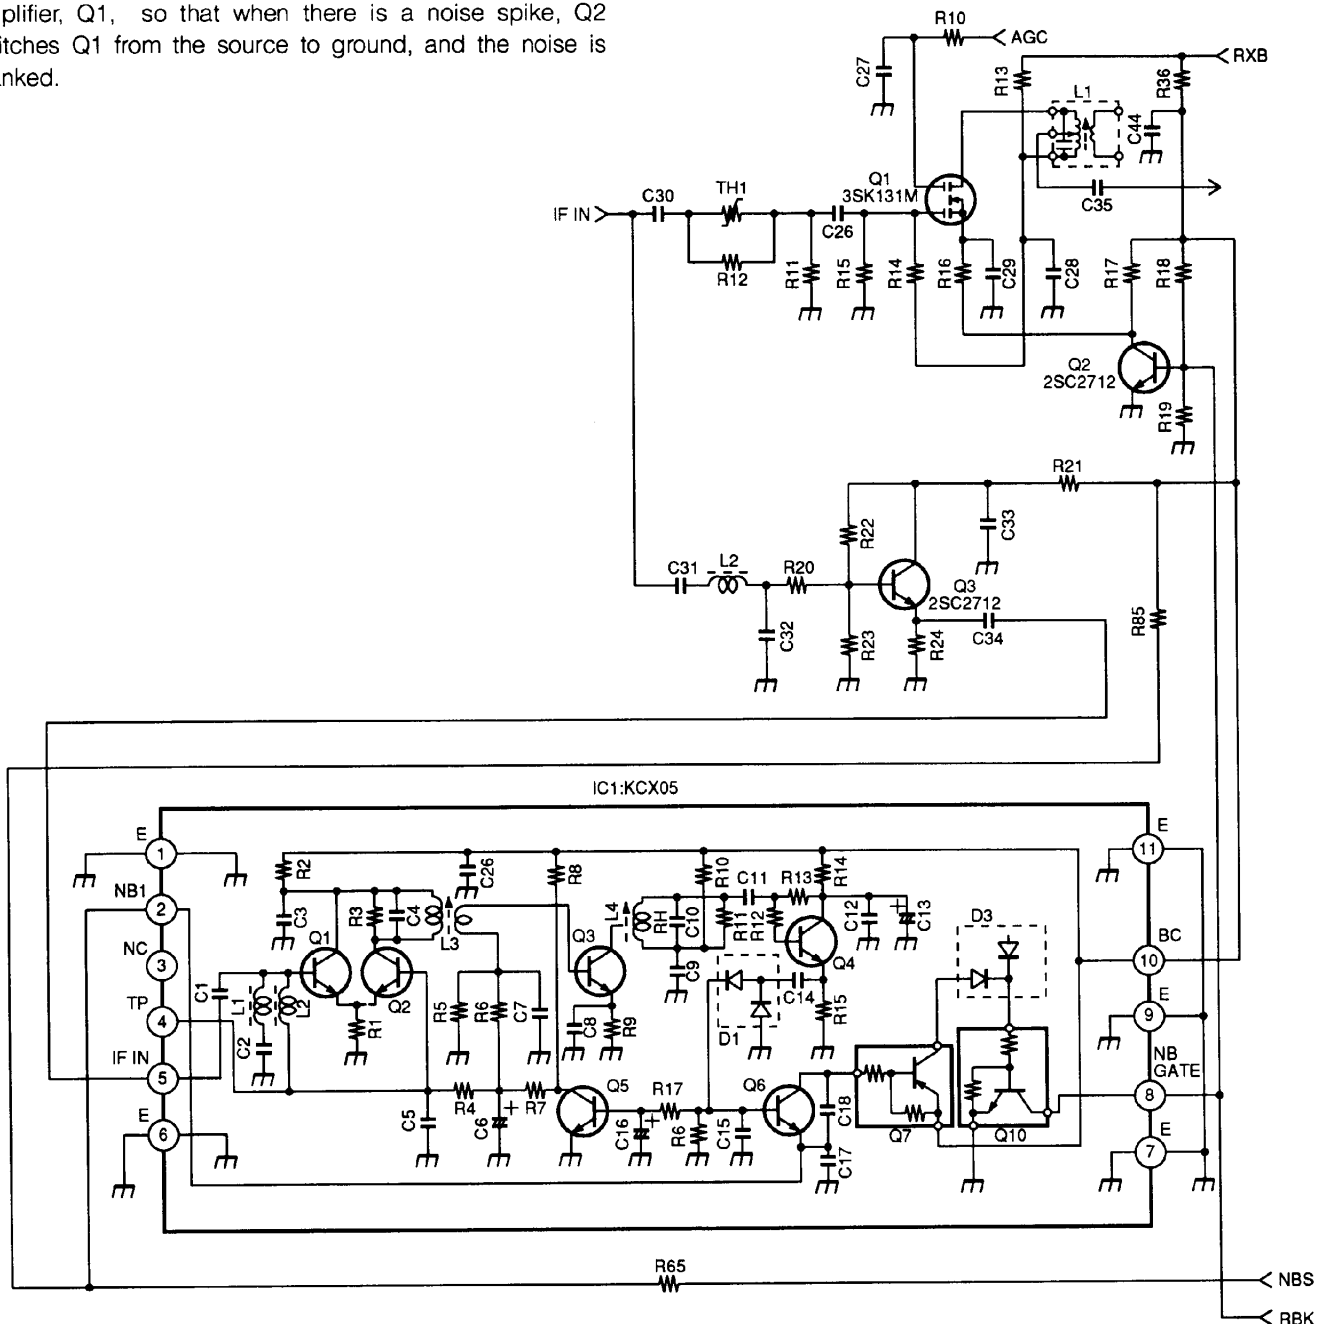 plifier, Q1, so that when there is a noise spike, Q2
itches Q1 from the source to ground, and the noise is
nked.
R10
AGC
RXB
C27
R13
R36
L1
C44
Q1
3SK131M
C35
IF IN
C30
TH1
C26
R12
R11
R15
R14
R16
C29
C28
R17
R18
Q2
2SC2712
R19
R21
R22
C33
C31
L2
R20
Q3
2SC2712
C32
R23
R24
C34
R85
IC1:KCX05
E
1
NB1
2
NC
3
TP
4
IF IN
5
E
6
R2
C3
R3
C4
L3
C26
R8
Q1
Q2
C1
L1
L2
C2
R1
R5
R6
C7
Q3
C8
R9
L4
RH
C10
C9
R10
R11
C11
R12
R13
R14
Q4
C12
+
C13
D1
C14
R15
D3
C5
R4
C6
+
R7
Q5
C16
+
R17
R6
C15
Q6
C18
C17
Q7
Q10
E
11
BC
10
E
9
NB
GATE
8
E
7
R65
NBS
RBK